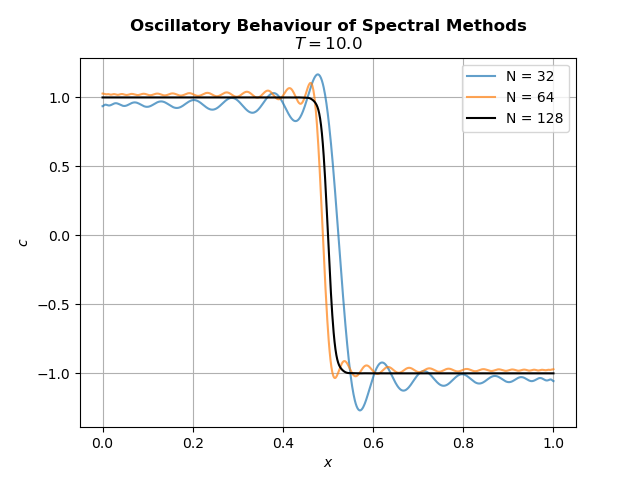 Oscillatory Behaviour of Spectral Methods
T = 10.0
N = 32
N = 64
N = 128
1.0
0.5
0.0
−0.5
−1.0
c
0.0 0.2 0.4 0.6 0.8 1.0
x